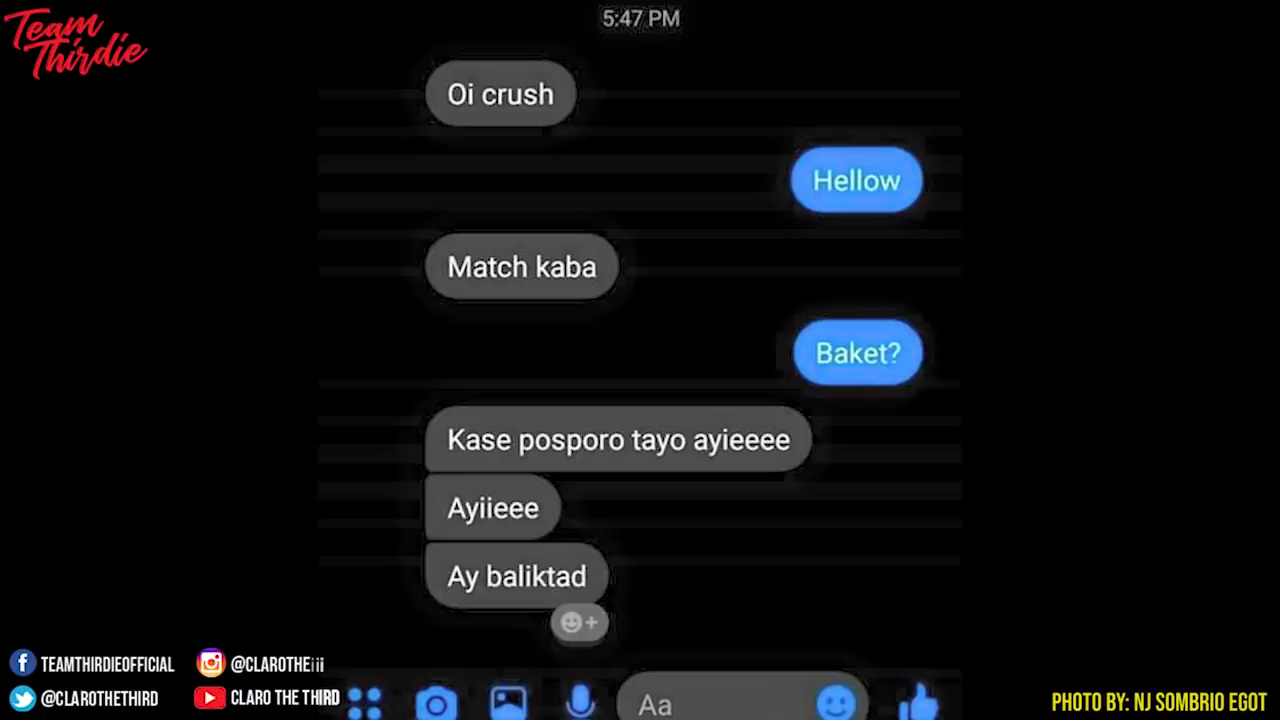 Team
Thirdie
5:47 PM
Oi crush
Hellow
Match kaba
Baket?
Kase posporo tayo ayieeee
Ayiieee
Ay baliktad
Aa
TEAMTHIRDIEOFFICIAL
@CLAROTHEiii
@CLAROTHETHIRD
CLARO THE THIRD
PHOTO BY: NJ SOMBRIO EGOT